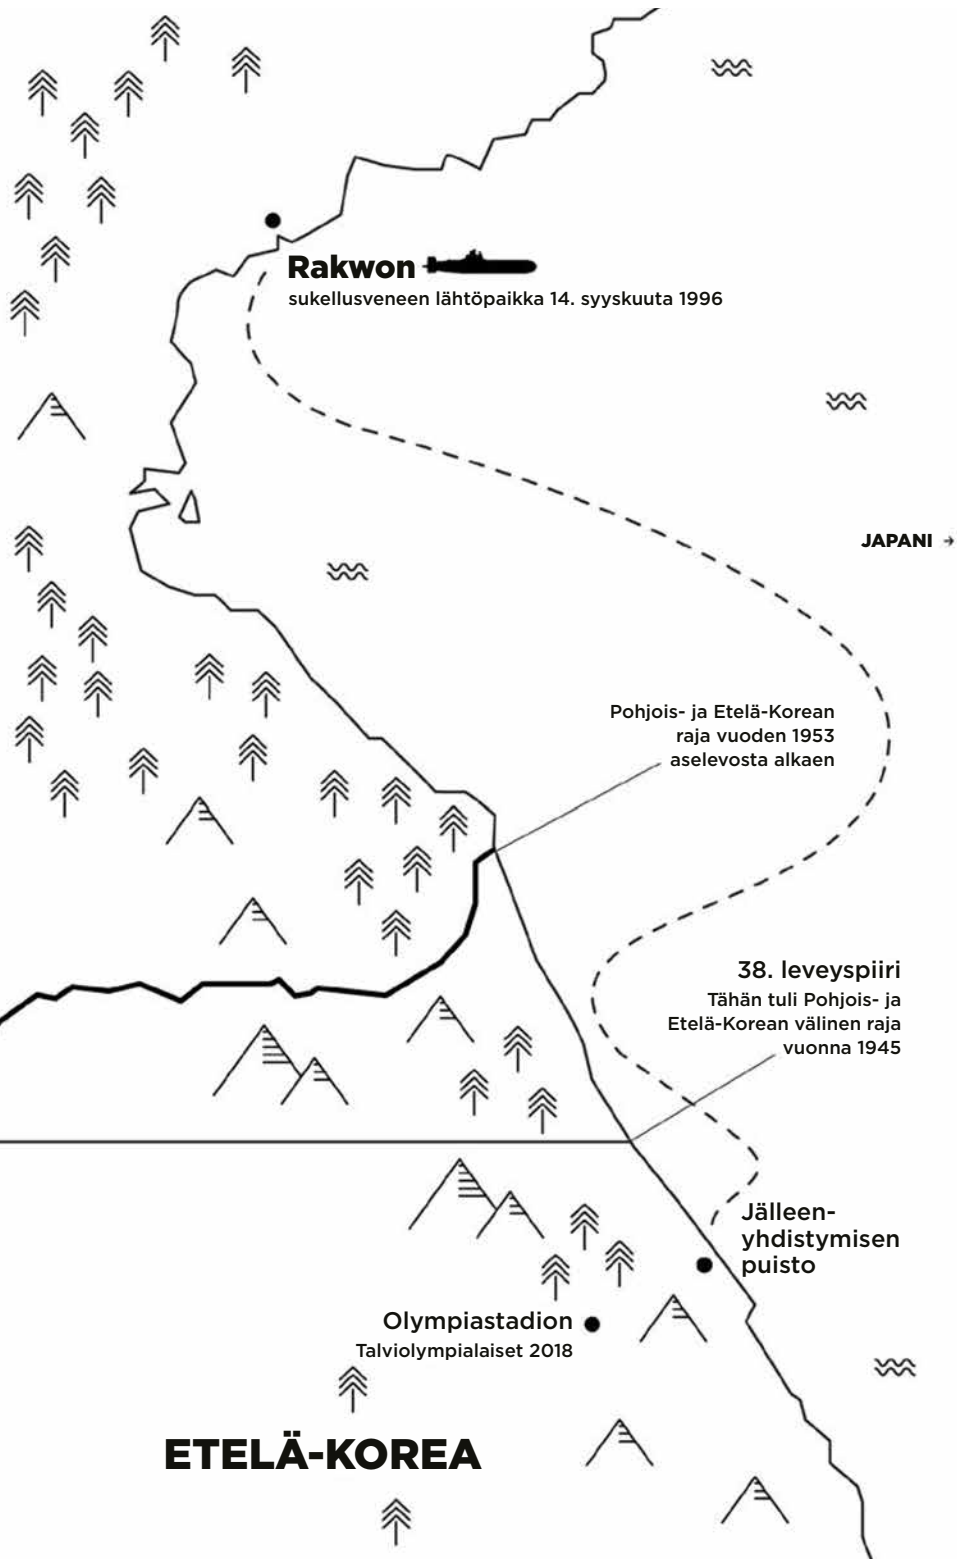 Rakwon
sukellusveneen lähtöpaikka 14. syyskuuta 1996
JAPANI →
Pohjois- ja Etelä-Korean
raja vuoden 1953
aselevosta alkaen
38. leveyspiiri
Tähän tuli Pohjois- ja
Etelä-Korean välinen raja
vuonna 1945
Jälleen-
yhdistymisen
puisto
Olympiastadion
Talviolympialaiset 2018
ETELÄ-KOREA